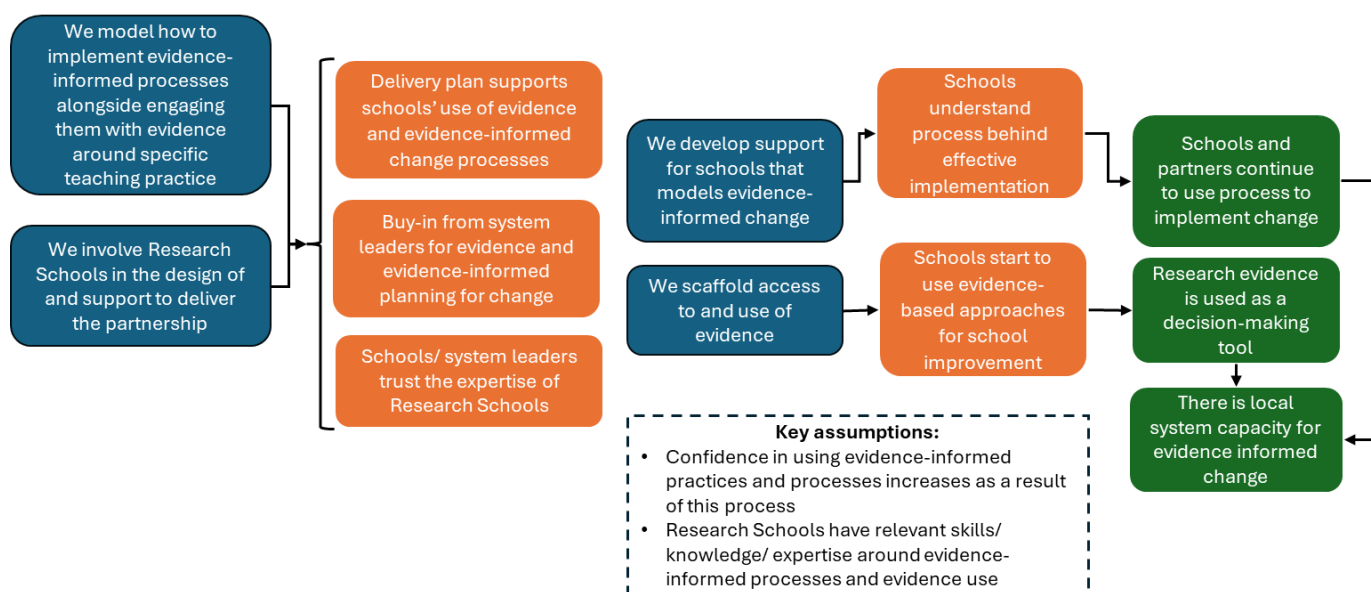 We model how to
implement evidence-
informed processes
alongside engaging
them with evidence
around specific
teaching practice
We involve Research
Schools in the design of
and support to deliver
the partnership
Delivery plan supports
schools' use of evidence
and evidence-informed
change processes
Buy-in from system
leaders for evidence and
evidence-informed
planning for change
Schools/ system leaders
trust the expertise of
Research Schools
We develop support
for schools that
models evidence-
informed change
We scaffold access
to and use of
evidence
Schools
understand
process behind
effective
implementation
Schools start to
use evidence-
based approaches
for school
improvement
Schools and
partners continue
to use process to
implement change
Research evidence
is used as a
decision-making
tool
There is local
system capacity for
evidence informed
change
Key assumptions:
• Confidence in using evidence-informed
practices and processes increases as a result
of this process
• Research Schools have relevant skills/
knowledge/ expertise around evidence-
informed processes and evidence use